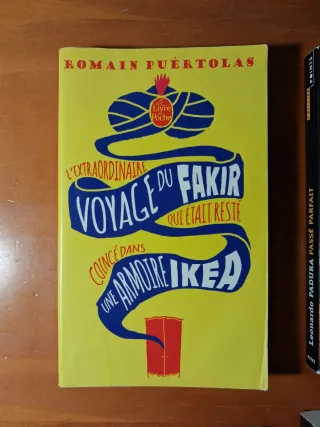 ROMAIN PUÉRTOLAS
Le Livre
de
Poche
L'EXTRAORDINAIRE
VOYAGE DU FAKIR
QUI ÉTAIT RESTÉ
COINCÉ DANS
UNE ARMOIRE IKEA
Leonardo PADURA PASSÉ PARFAIT
POINTS